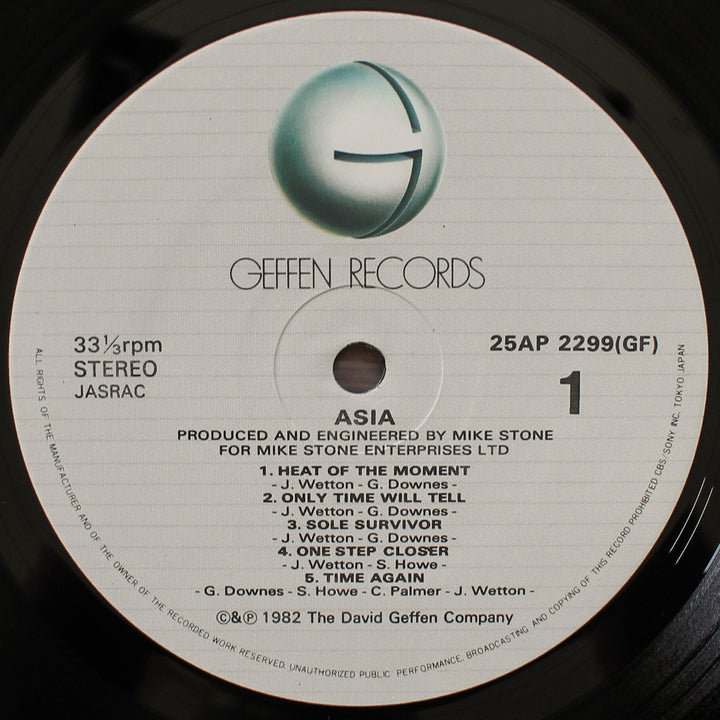 GEFFEN RECORDS
33⅓rpm
STEREO
JASRAC
25AP 2299(GF)
1
ASIA
PRODUCED AND ENGINEERED BY MIKE STONE
FOR MIKE STONE ENTERPRISES LTD
1. HEAT OF THE MOMENT
- J. Wetton - G. Downes -
2. ONLY TIME WILL TELL
- J. Wetton - G. Downes -
3. SOLE SURVIVOR
- J. Wetton - G. Downes -
4. ONE STEP CLOSER
- J. Wetton - S. Howe -
5. TIME AGAIN
- G. Downes - S. Howe - C. Palmer - J. Wetton -
©&℗ 1982 The David Geffen Company
ALL RIGHTS OF THE MANUFACTURER AND OF THE OWNER OF THE RECORDED WORK RESERVED. UNAUTHORIZED PUBLIC PERFORMANCE, BROADCASTING AND COPYING OF THIS RECORD PROHIBITED CBS/SONY INC. TOKYO JAPAN